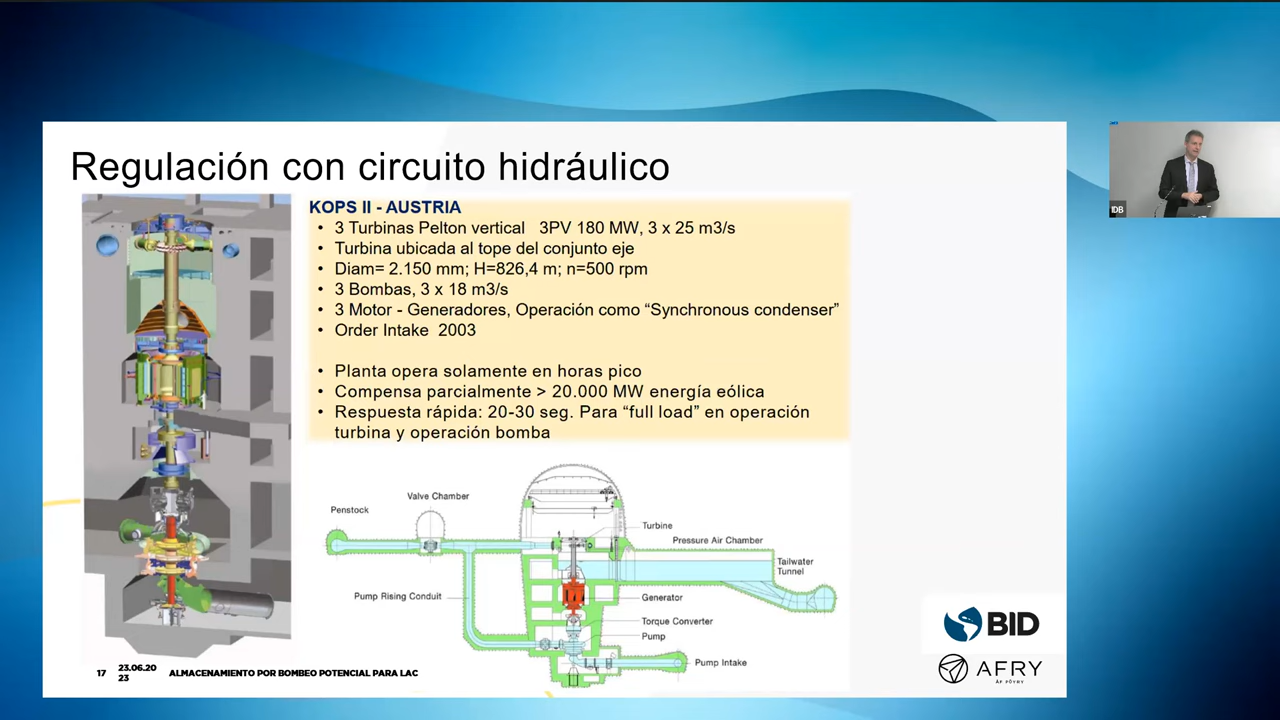 Regulación con circuito hidráulico
KOPS II - AUSTRIA
• 3 Turbinas Pelton vertical 3PV 180 MW, 3 x 25 m3/s
• Turbina ubicada al tope del conjunto eje
• Diam= 2.150 mm; H=826,4 m; n=500 rpm
• 3 Bombas, 3 x 18 m3/s
• 3 Motor - Generadores, Operación como “Synchronous condenser”
• Order Intake 2003
• Planta opera solamente en horas pico
• Compensa parcialmente > 20.000 MW energía eólica
• Respuesta rápida: 20-30 seg. Para “full load” en operación
turbina y operación bomba
Valve Chamber
Penstock
Turbine
Pressure Air Chamber
Tailwater
Tunnel
Pump Rising Conduit
Generator
Torque Converter
Pump
Pump Intake
17
23.06.20
23
ALMACENAMIENTO POR BOMBEO POTENCIAL PARA LAC
BID
AFRY
ÅF PÖYRY
IDB